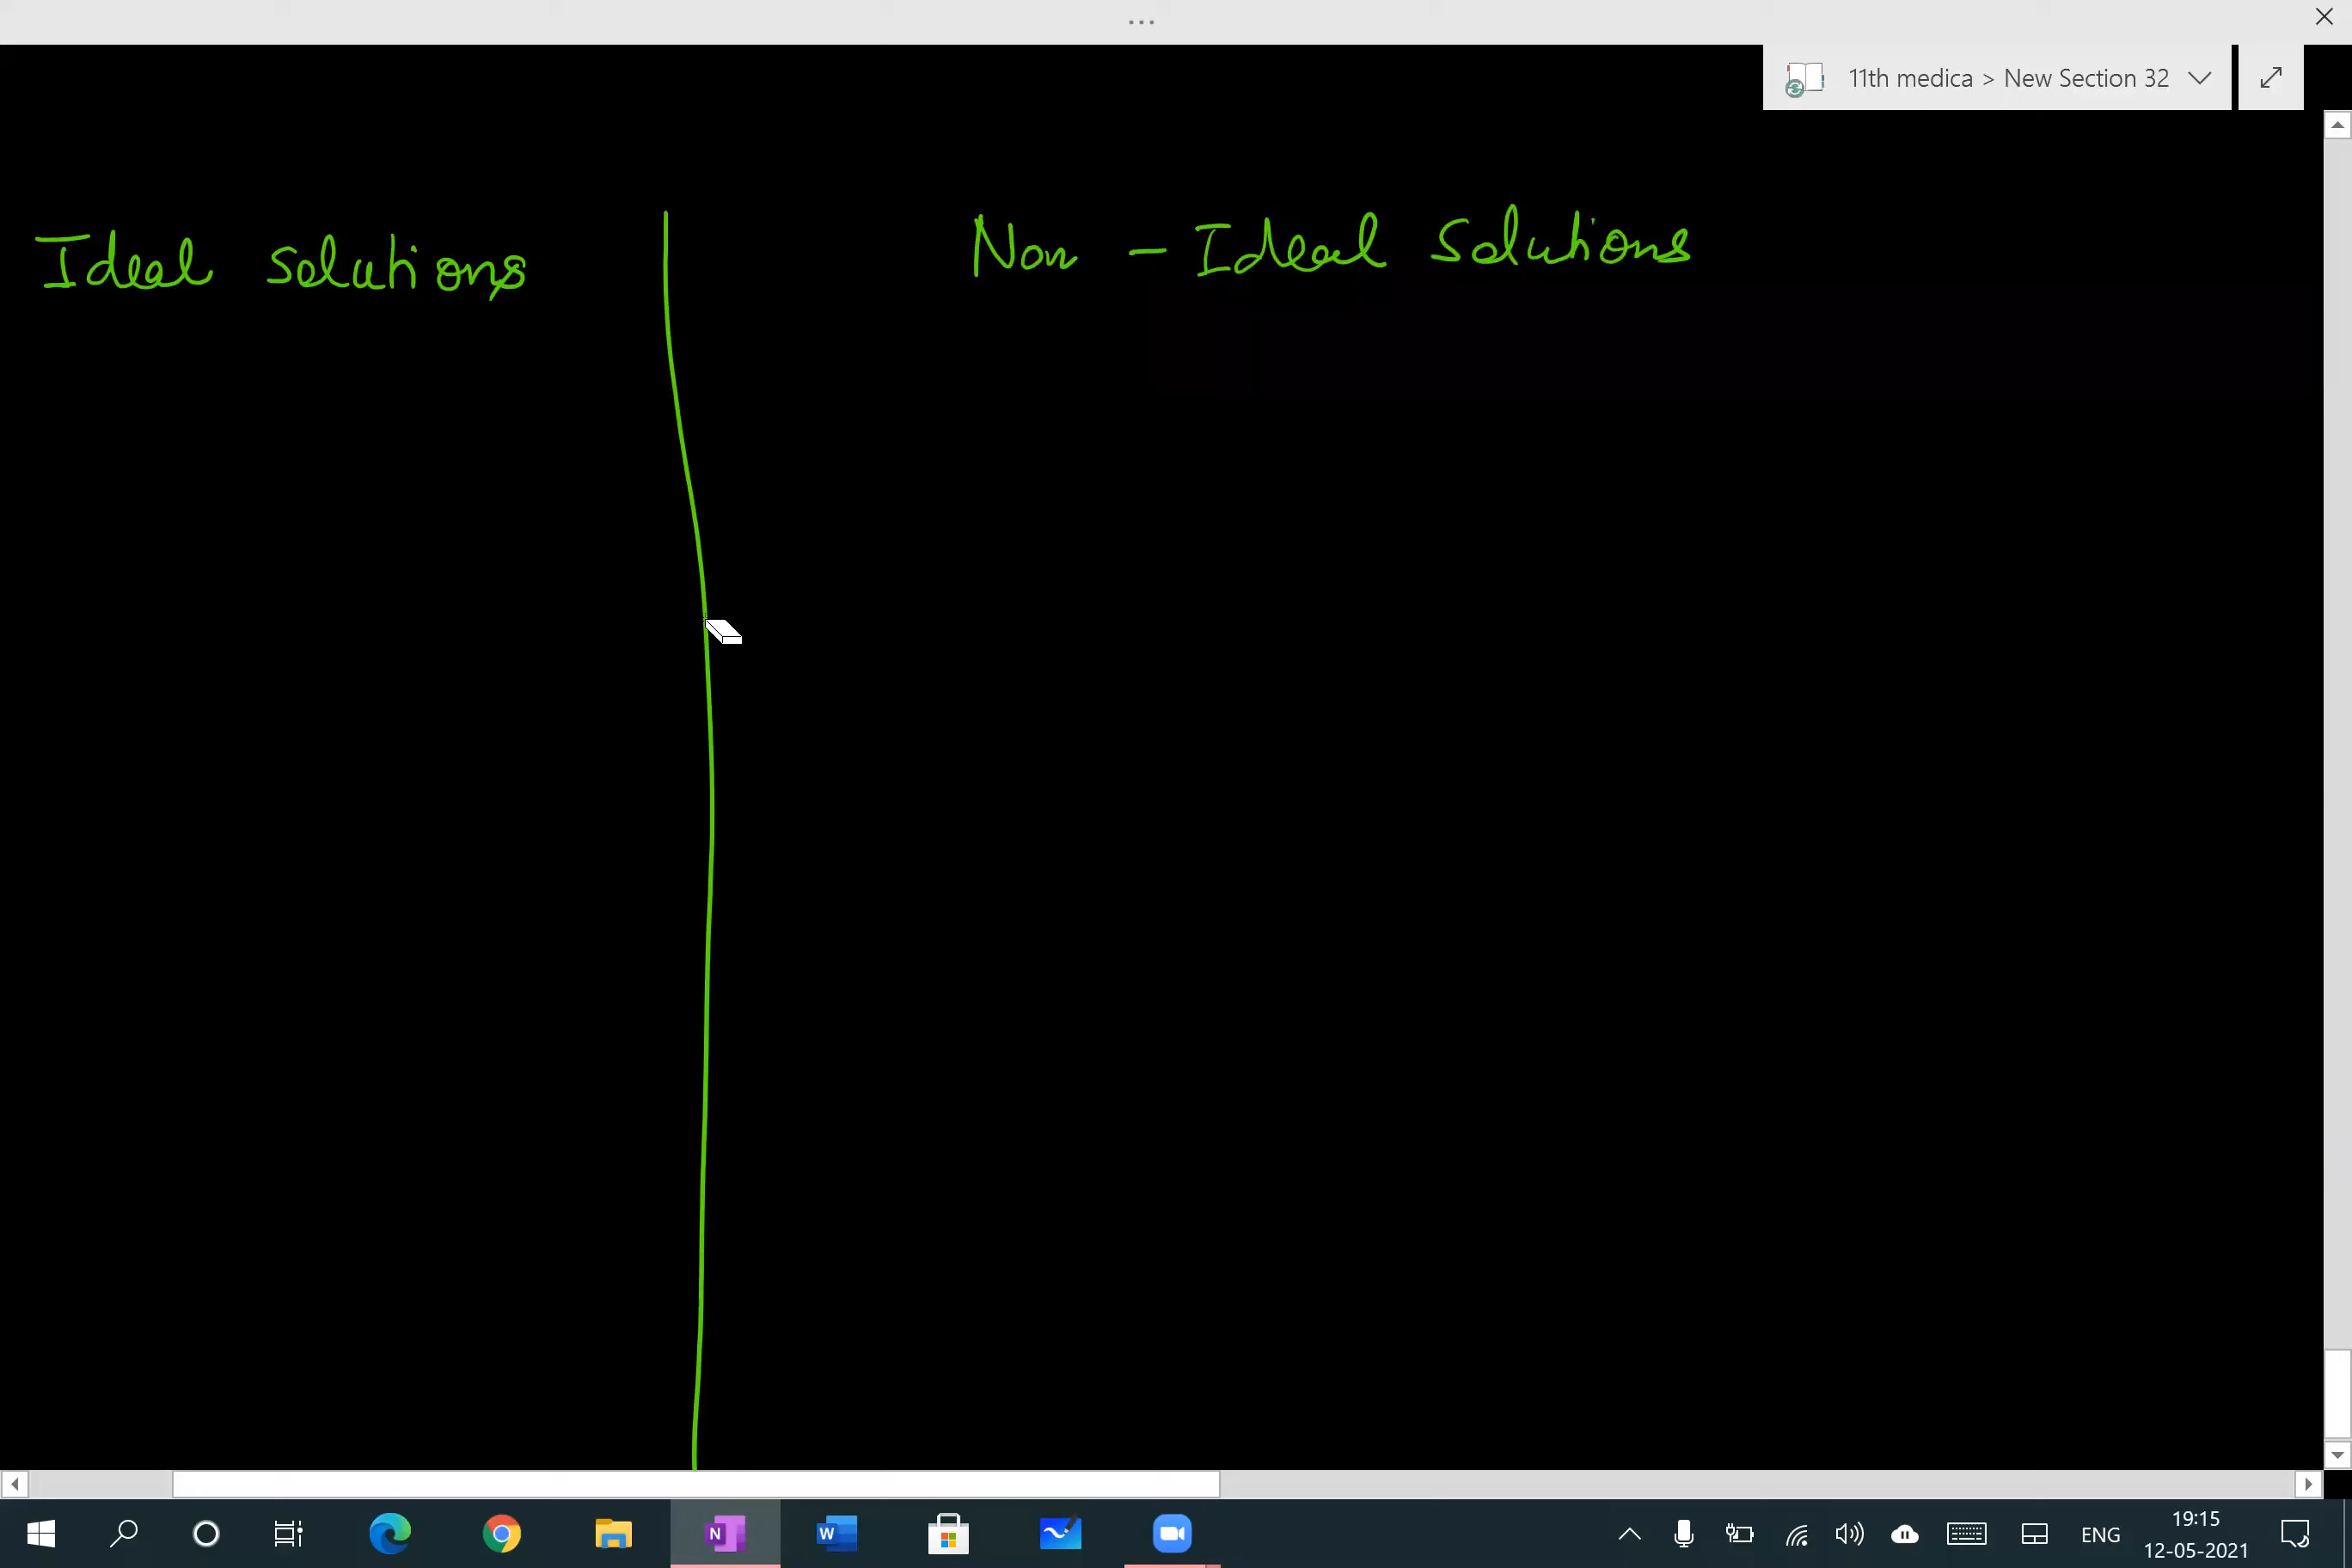 11th medica > New Section 32
Ideal solutions
Non - Ideal Solutions
ENG
19:15
12-05-2021